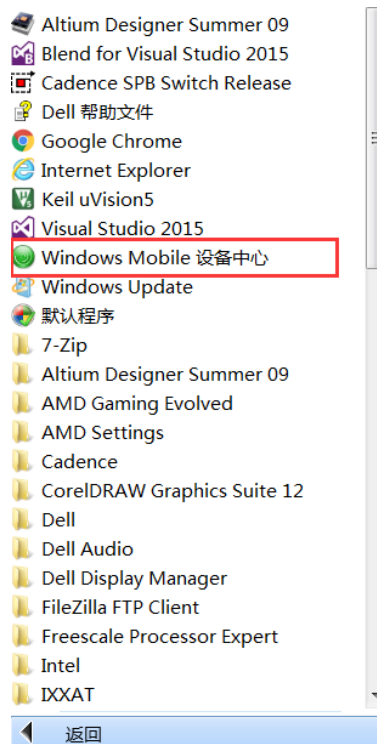 Altium Designer Summer 09
Blend for Visual Studio 2015
Cadence SPB Switch Release
Dell 帮助文件
Google Chrome
Internet Explorer
Keil uVision5
Visual Studio 2015
Windows Mobile 设备中心
Windows Update
默认程序
7-Zip
Altium Designer Summer 09
AMD Gaming Evolved
AMD Settings
Cadence
CorelDRAW Graphics Suite 12
Dell
Dell Audio
Dell Display Manager
FileZilla FTP Client
Freescale Processor Expert
Intel
IXXAT
返回